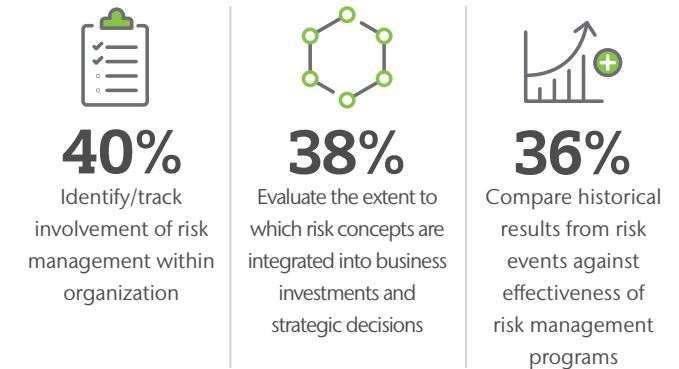 40%
Identify/track
involvement of risk
management within
organization
38%
Evaluate the extent to
which risk concepts are
integrated into business
investments and
strategic decisions
36%
Compare historical
results from risk
events against
effectiveness of
risk management
programs